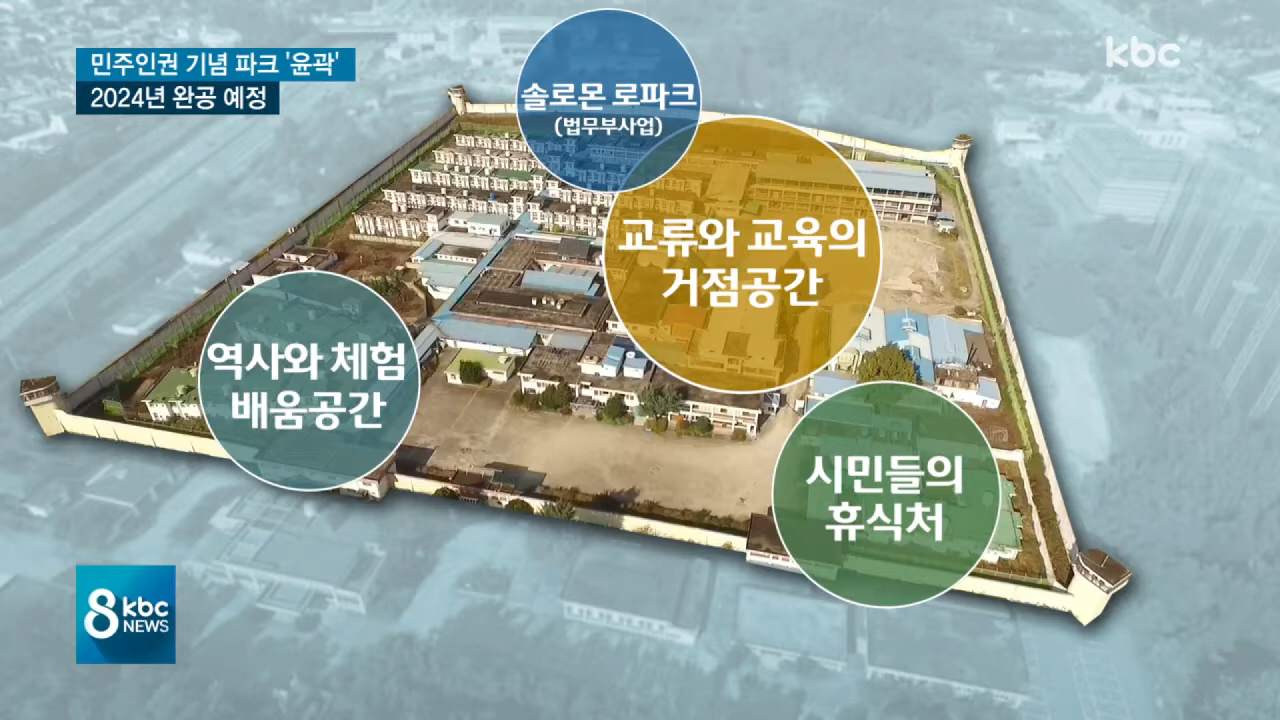 민주인권 기념 파크 '윤곽'
2024년 완공 예정
kbc
솔로몬 로파크
(법무부사업)
교류와 교육의
거점공간
역사와 체험
배움공간
시민들의
휴식처
8 kbc
NEWS